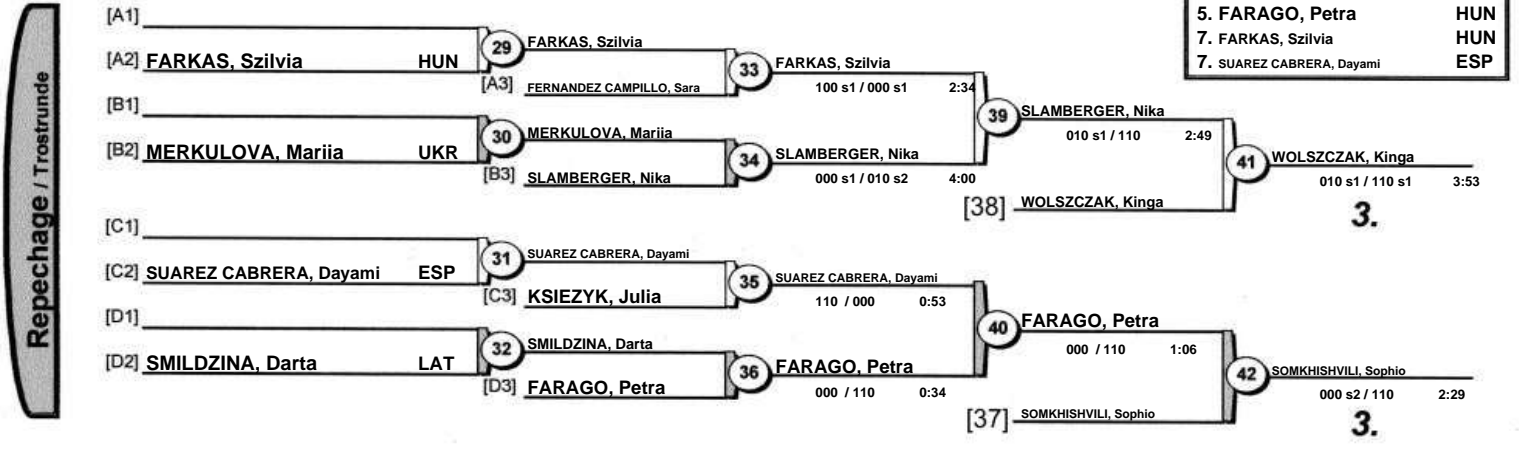 Repechage / Trostrunde
5. FARAGO, Petra HUN
7. FARKAS, Szilvia HUN
7. SUAREZ CABRERA, Dayami ESP
[A1]
[A2] FARKAS, Szilvia HUN
29
FARKAS, Szilvia
[A3] FERNANDEZ CAMPILLO, Sara
33
FARKAS, Szilvia
100 s1 / 000 s1 2:34
[B1]
[B2] MERKULOVA, Mariia UKR
30
MERKULOVA, Mariia
[B3] SLAMBERGER, Nika
34
SLAMBERGER, Nika
000 s1 / 010 s2 4:00
39
SLAMBERGER, Nika
010 s1 / 110 2:49
[38] WOLSZCZAK, Kinga
41
WOLSZCZAK, Kinga
010 s1 / 110 s1 3:53
3.
[C1]
[C2] SUAREZ CABRERA, Dayami ESP
31
SUAREZ CABRERA, Dayami
[C3] KSIEZYK, Julia
35
SUAREZ CABRERA, Dayami
110 / 000 0:53
[D1]
[D2] SMILDZINA, Darta LAT
32
SMILDZINA, Darta
[D3] FARAGO, Petra
36
FARAGO, Petra
000 / 110 0:34
40
FARAGO, Petra
000 / 110 1:06
[37] SOMKHISHVILI, Sophio
42
SOMKHISHVILI, Sophio
000 s2 / 110 2:29
3.